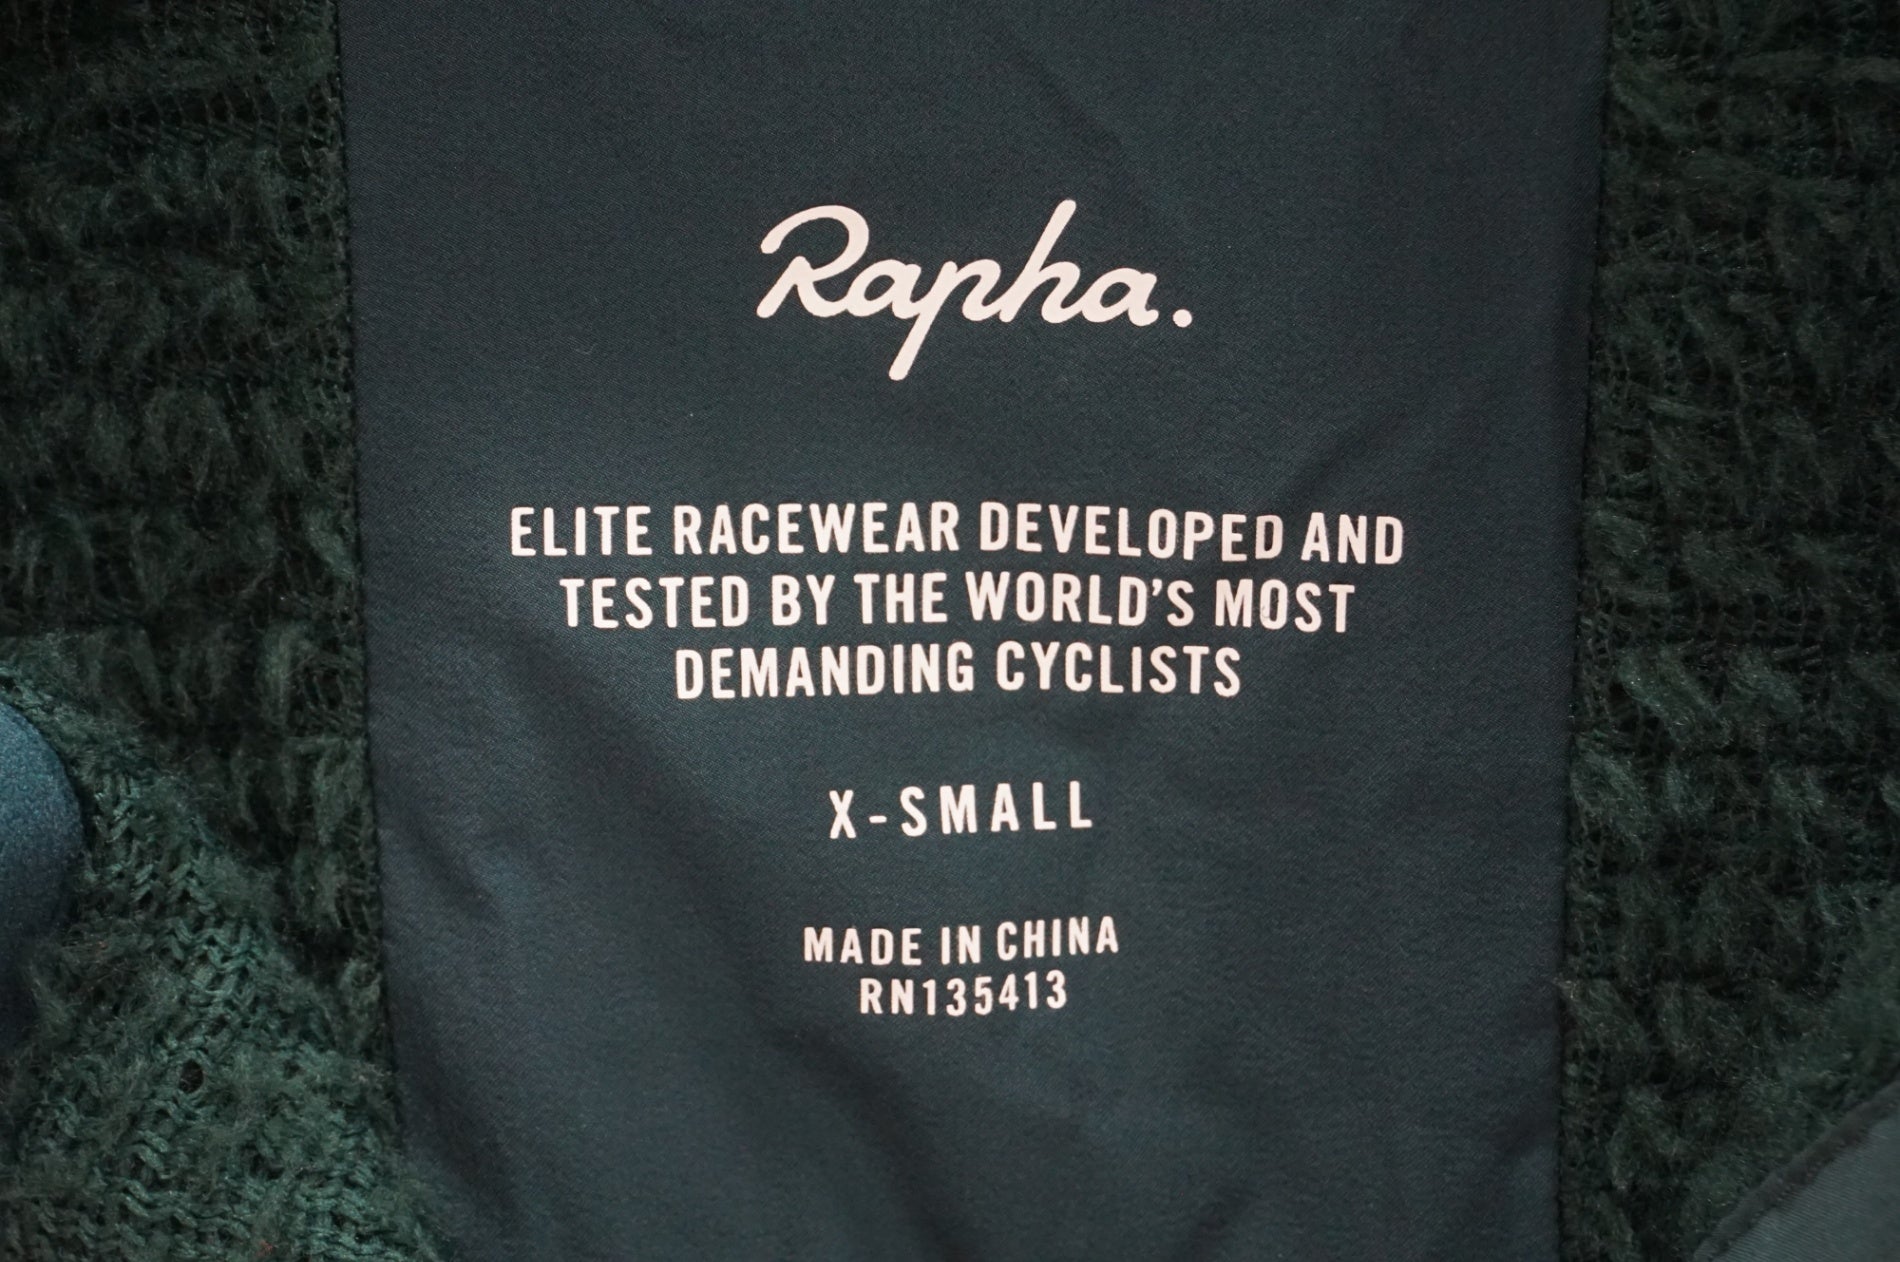 Rapha.
ELITE RACEWEAR DEVELOPED AND
TESTED BY THE WORLD’S MOST
DEMANDING CYCLISTS
X-SMALL
MADE IN CHINA
RN135413